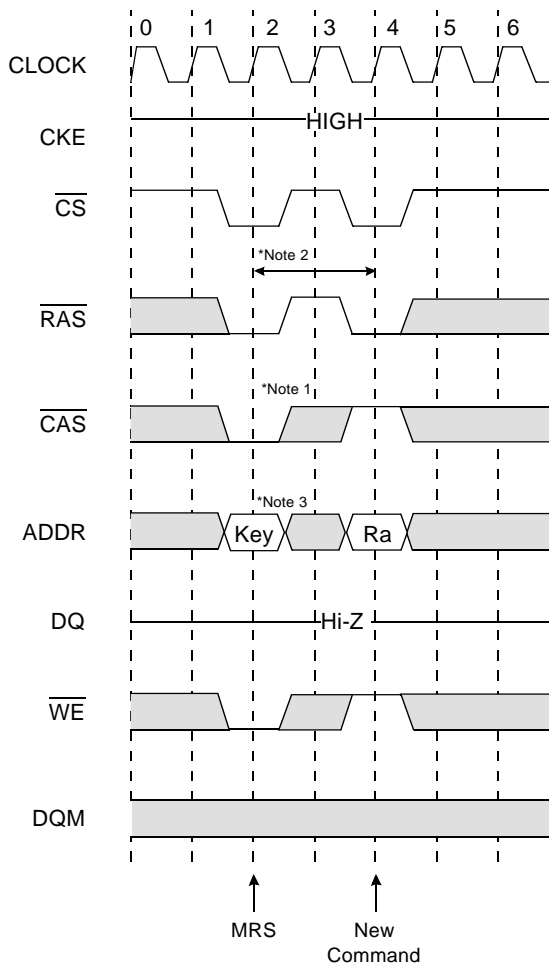 0 1 2 3 4 5 6
CLOCK
HIGH
CKE
CS
*Note 2
RAS
*Note 1
CAS
*Note 3
ADDR Key Ra
DQ Hi-Z
WE
DQM
MRS New
Command